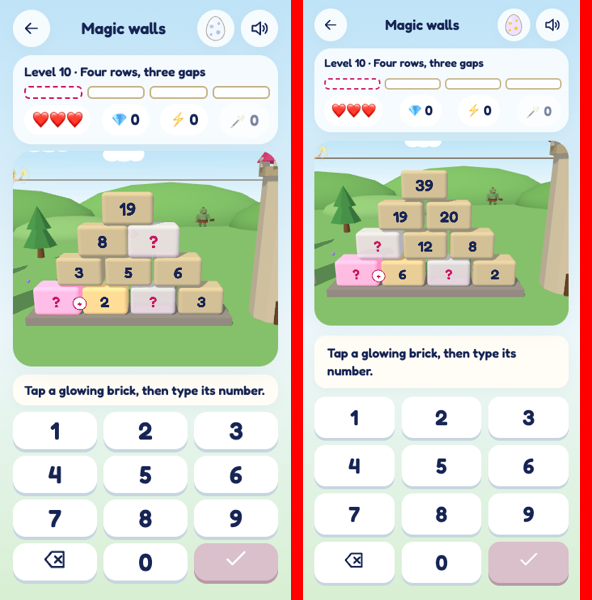 Magic walls
Level 10 · Four rows, three gaps
0 0 0
19
8 ?
3 5 6
? + 2 ? 3
Tap a glowing brick, then type its number.
1 2 3
4 5 6
7 8 9
0
Magic walls
Level 10 · Four rows, three gaps
0 0 0
39
19 20
? 12 8
? + 6 ? 2
Tap a glowing brick, then type its
number.
1 2 3
4 5 6
7 8 9
0